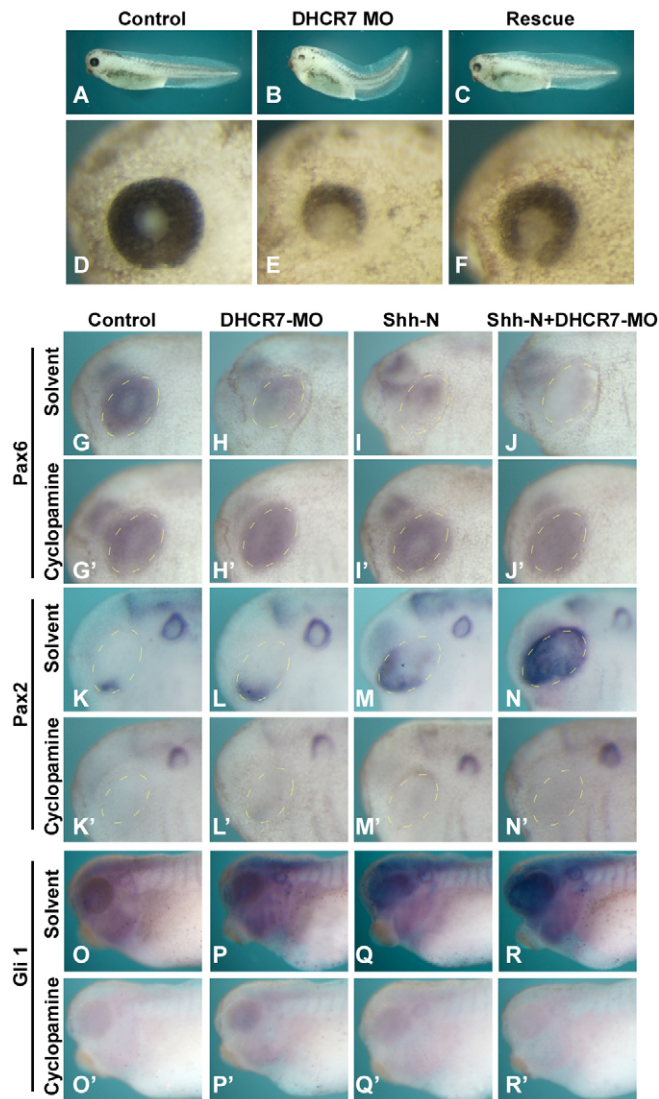 Control DHCR7 MO Rescue
A B C
D E F
Control DHCR7-MO Shh-N Shh-N+DHCR7-MO
Pax6
Solvent
G H I J
Cyclopamine
G' H' I' J'
Pax2
Solvent
K L M N
Cyclopamine
K' L' M' N'
Gli 1
Solvent
O P Q R
Cyclopamine
O' P' Q' R'